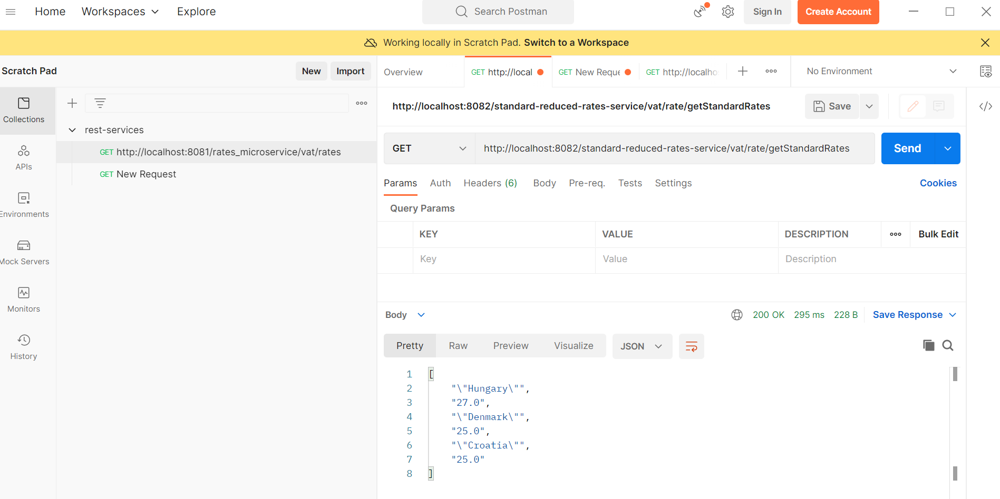 Home Workspaces Explore Search Postman Sign In Create Account
Working locally in Scratch Pad. Switch to a Workspace
Scratch Pad New Import
Overview GET http://local GET New Reque GET http://localho No Environment
Collections
APIs
Environments
Mock Servers
Monitors
History
rest-services
GET http://localhost:8081/rates_microservice/vat/rates
GET New Request
http://localhost:8082/standard-reduced-rates-service/vat/rate/getStandardRates Save
GET http://localhost:8082/standard-reduced-rates-service/vat/rate/getStandardRates Send
Params Auth Headers (6) Body Pre-req. Tests Settings Cookies
Query Params
KEY VALUE DESCRIPTION Bulk Edit
Key Value Description
Body 200 OK 295 ms 228 B Save Response
Pretty Raw Preview Visualize JSON
1 [
2 "\"Hungary\"",
3 "27.0",
4 "\"Denmark\"",
5 "25.0",
6 "\"Croatia\"",
7 "25.0"
8 ]